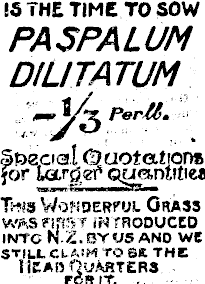 IS THE TIME TO SOW
PASPALUM
DILITATUM
-1/3 Per lb.
Special Quotations
for larger quantities
THIS WONDERFUL GRASS
WAS FIRST INTRODUCED
INTO N.Z. BY US AND WE
STILL CLAIM TO BE THE
HEAD QUARTERS
FOR IT.